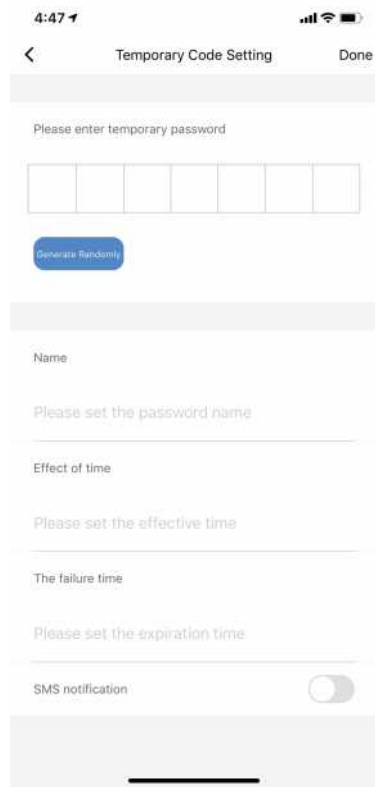 4:47
Temporary Code Setting
Done
Please enter temporary password
Generate Randomly
Name
Please set the password name
Effect of time
Please set the effective time
The failure time
Please set the expiration time
SMS notification